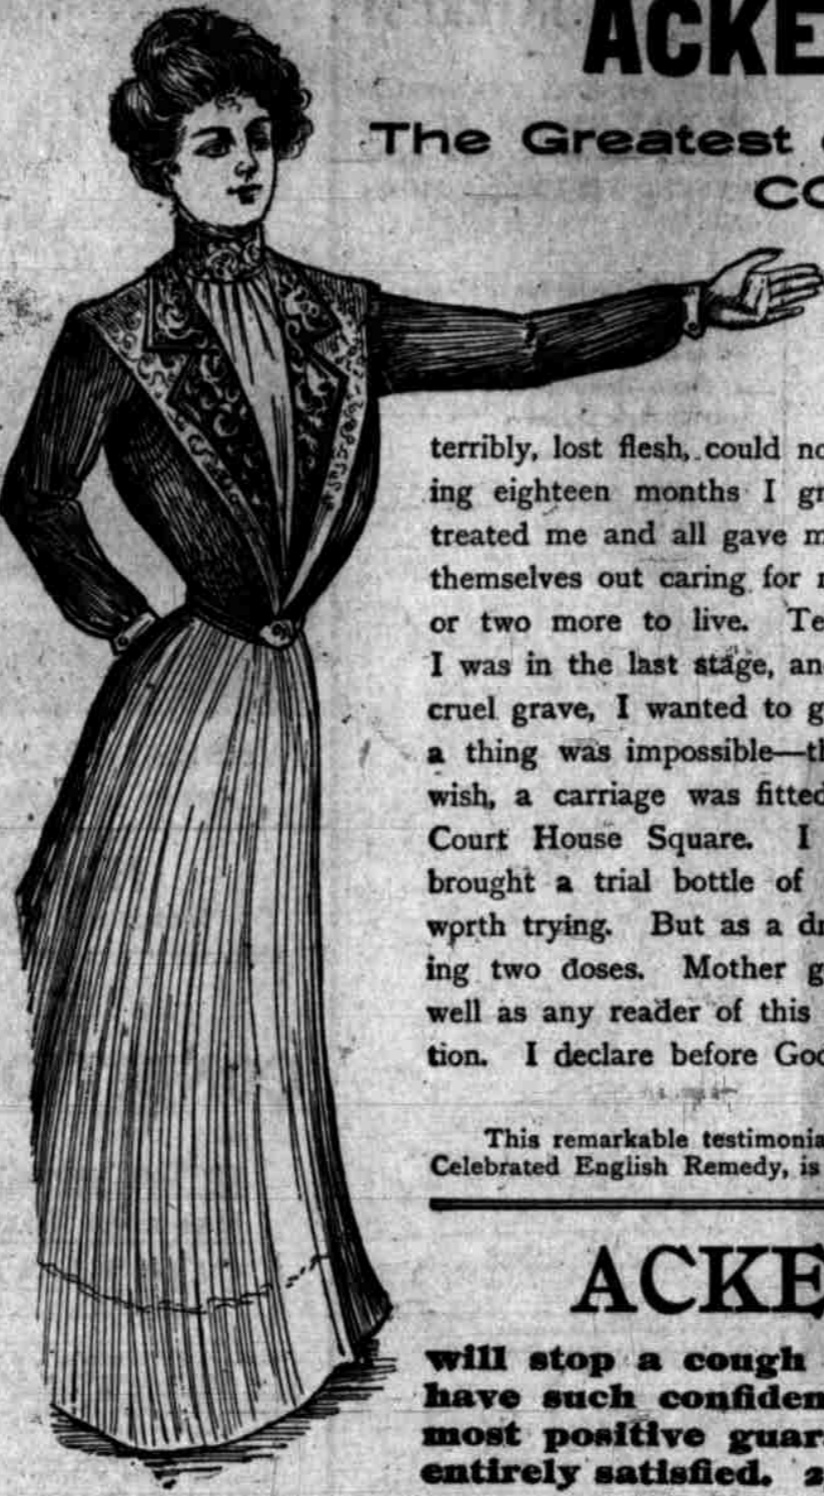 ACKE
The Greatest
CO
terribly, lost flesh, could no
ing eighteen months I gr
treated me and all gave m
themselves out caring for
or two more to live. Te
I was in the last stage, an
cruel grave, I wanted to g
a thing was impossible—th
wish, a carriage was fitted
Court House Square. I
brought a trial bottle of
worth trying. But as a dr
ing two doses. Mother g
well as any reader of this
tion. I declare before God
This remarkable testimonia
Celebrated English Remedy, is
ACKE
will stop a cough
have such confiden
most positive guar
entirely satisfied. 2